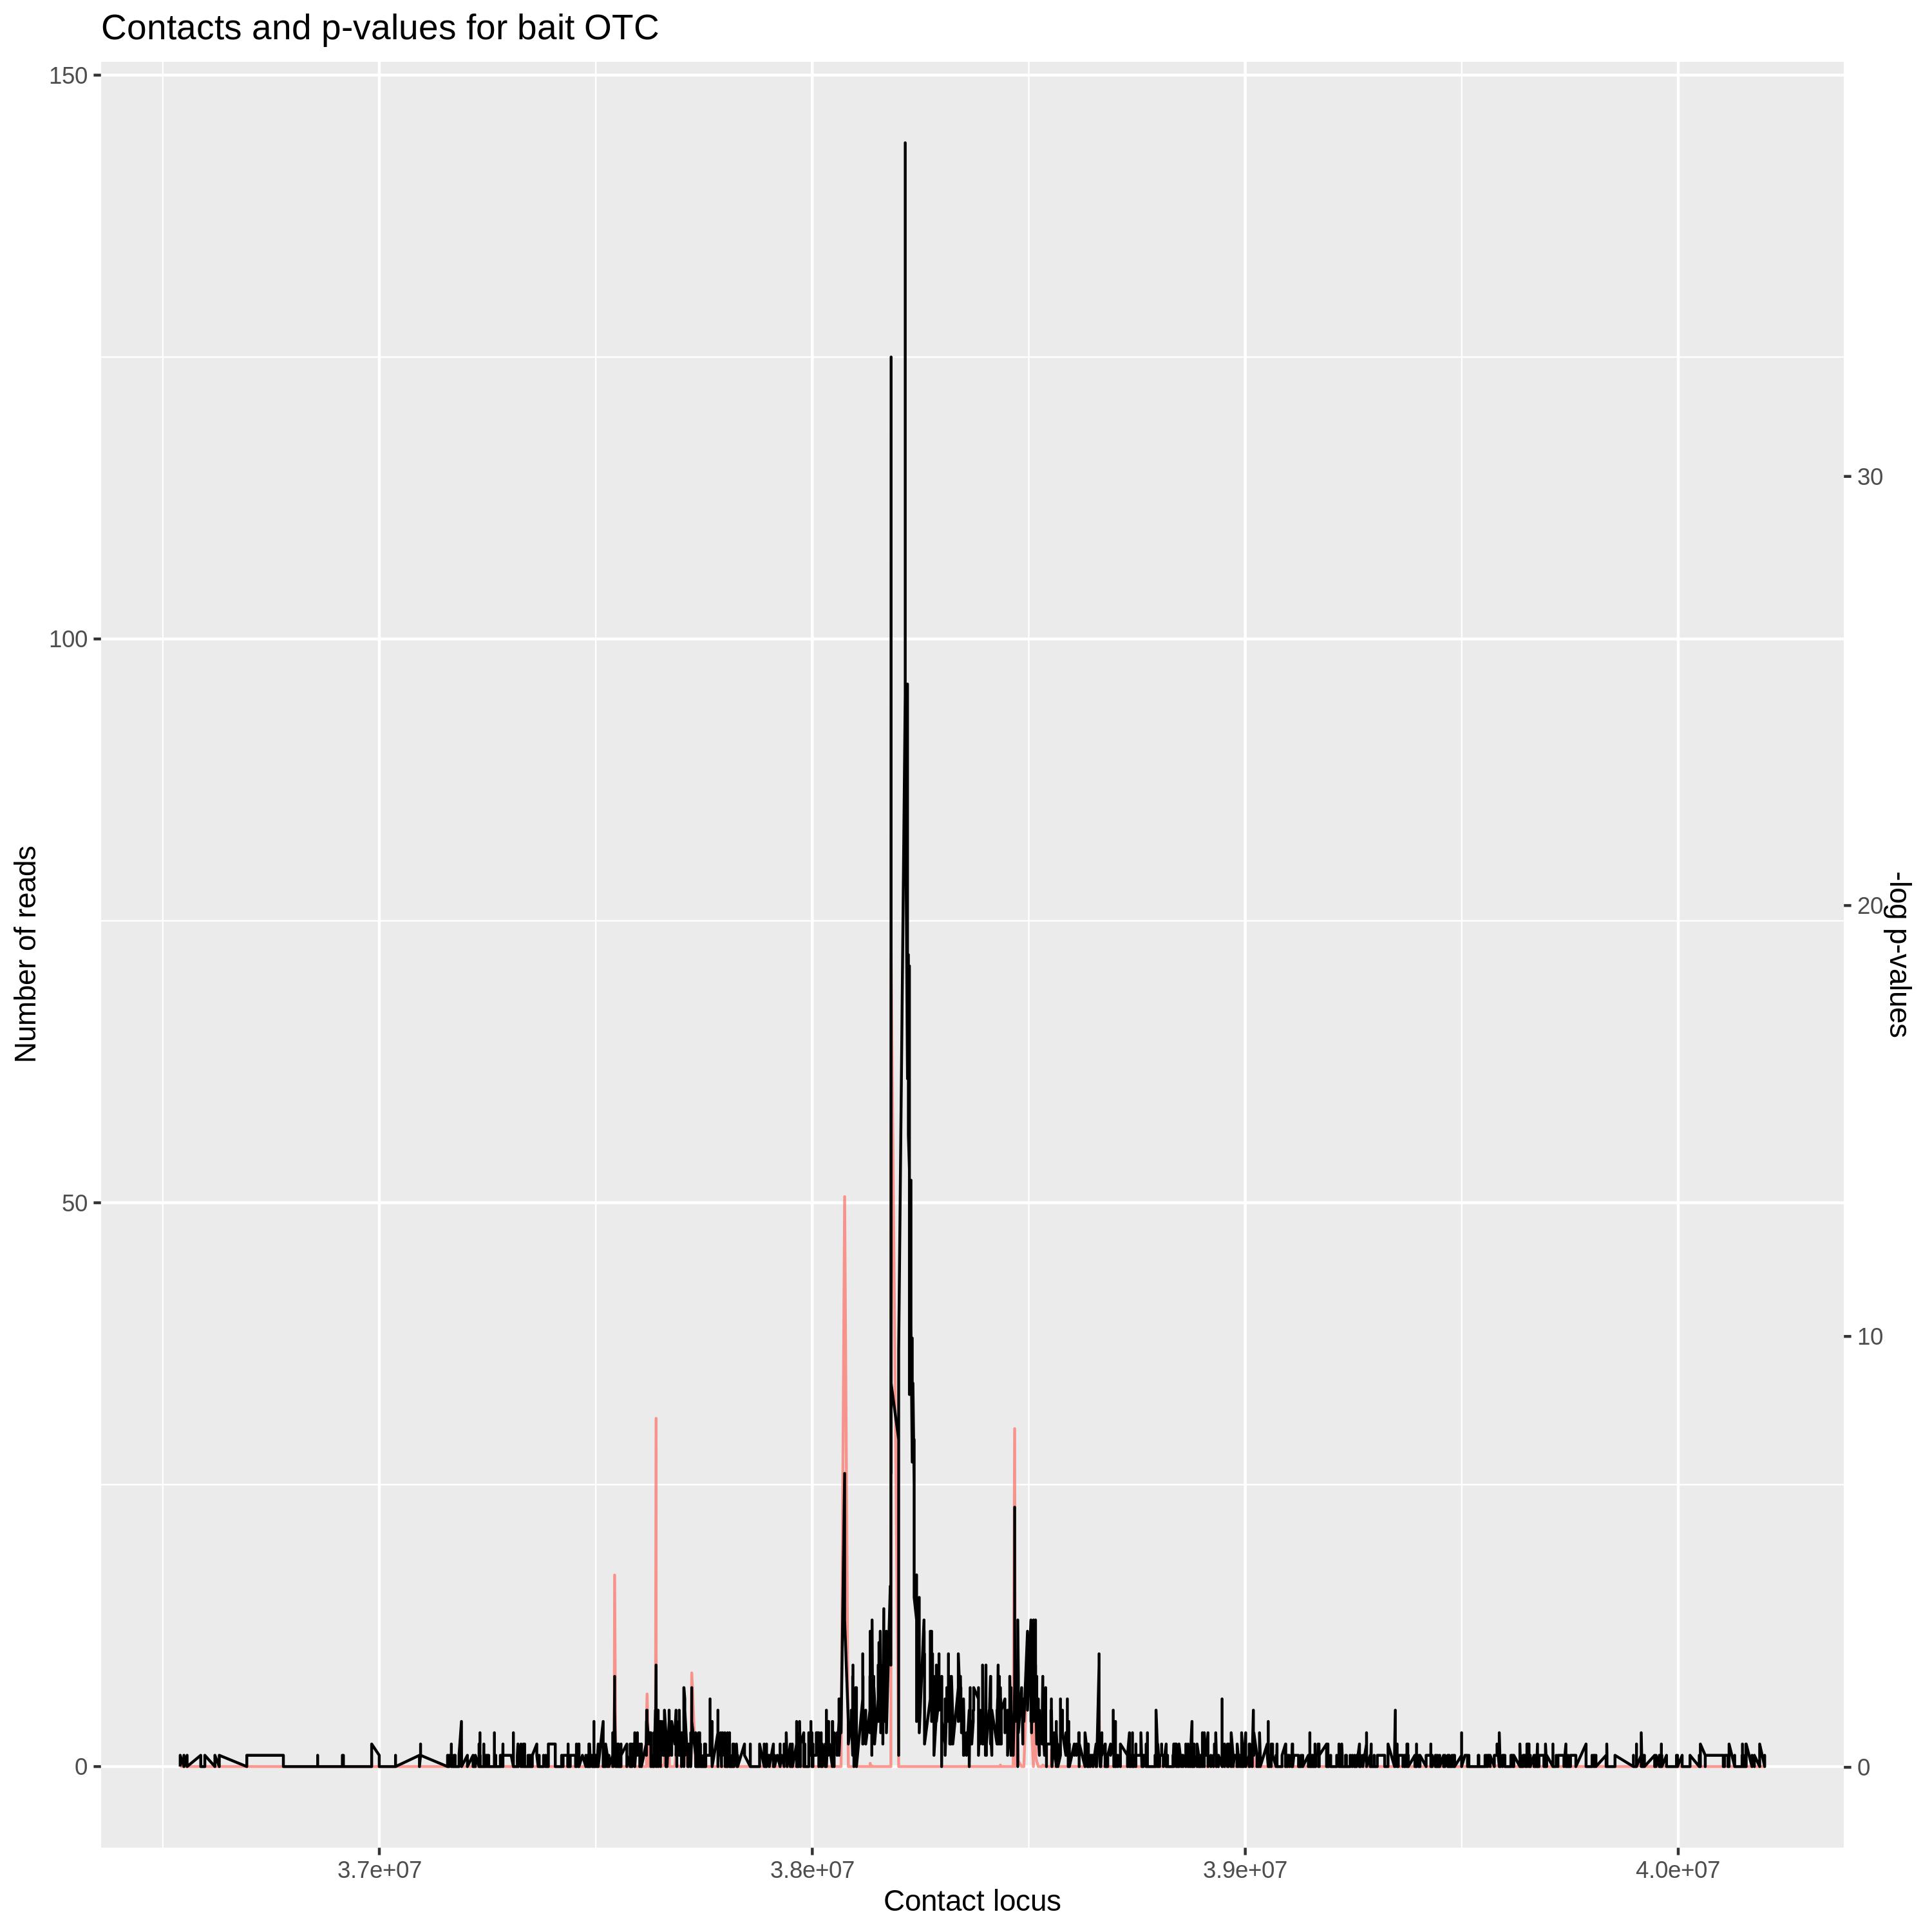 Contacts and p-values for bait OTC
150
100
50
0
Number of reads
30
20
10
0
-log p-values
3.7e+07
3.8e+07
3.9e+07
4.0e+07
Contact locus